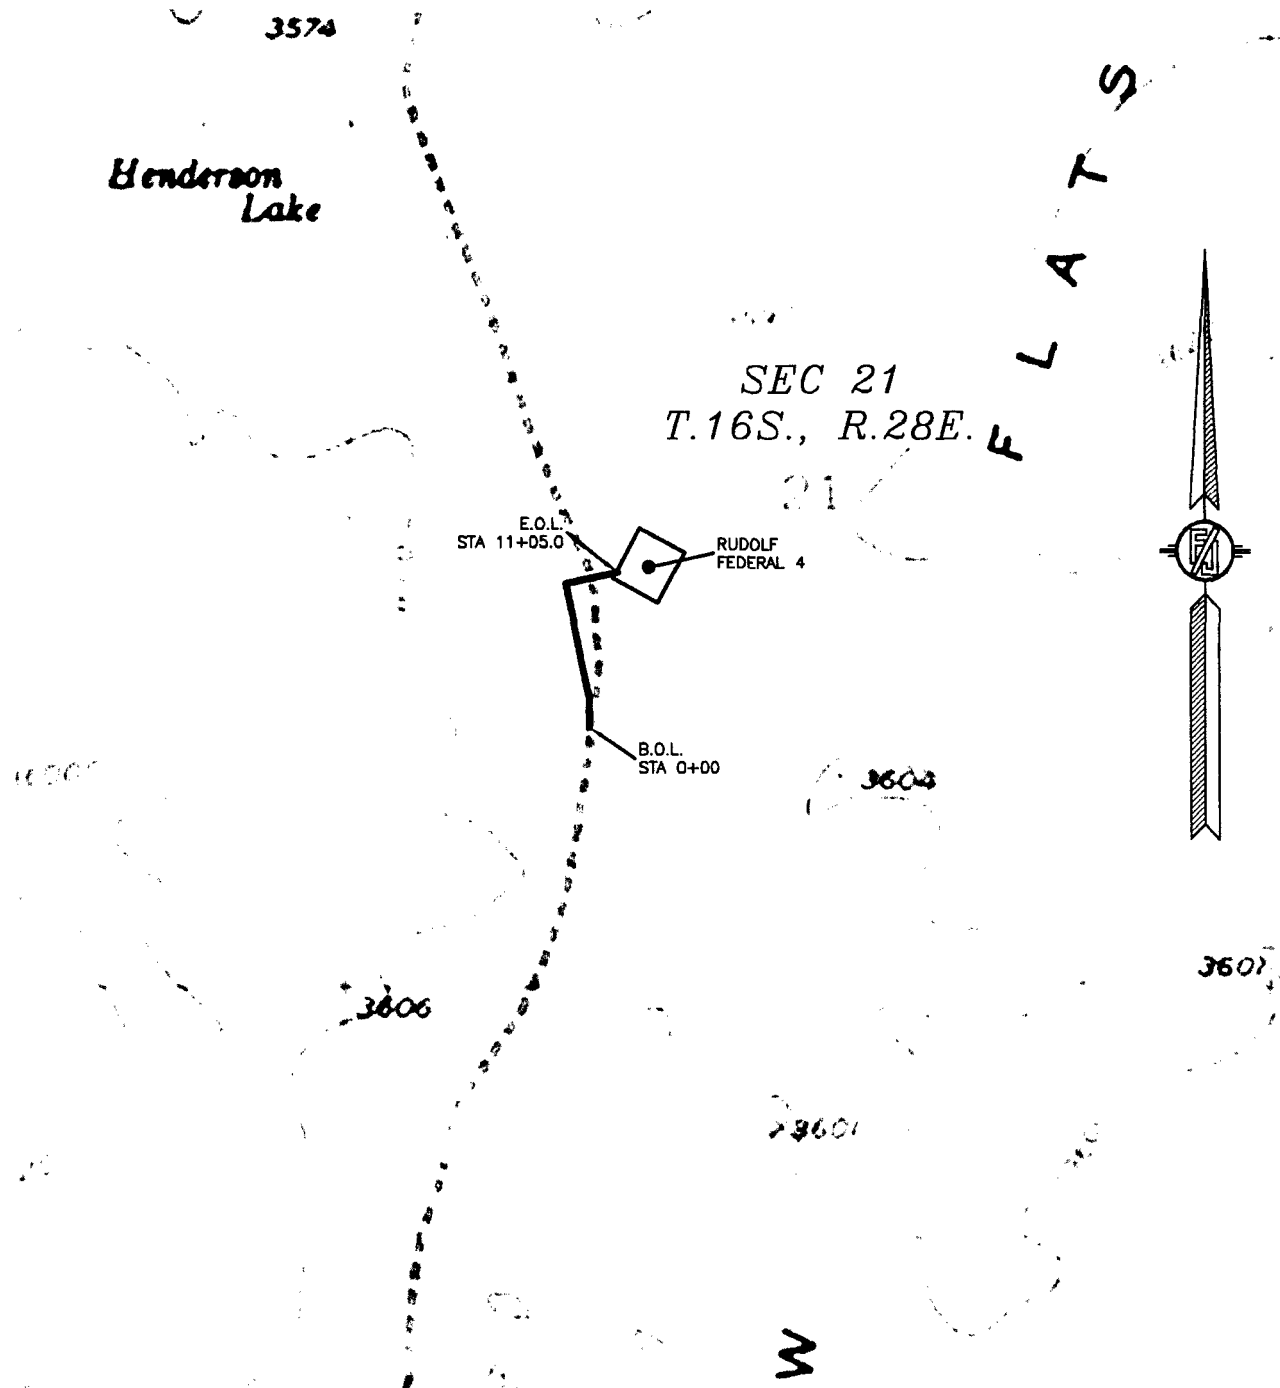 3574
Henderson
Lake
FLATS
SEC 21
T.16S., R.28E.
21
E.O.L.
STA 11+05.0
RUDOLF
FEDERAL 4
B.O.L.
STA 0+00
3604
3606
3601
W